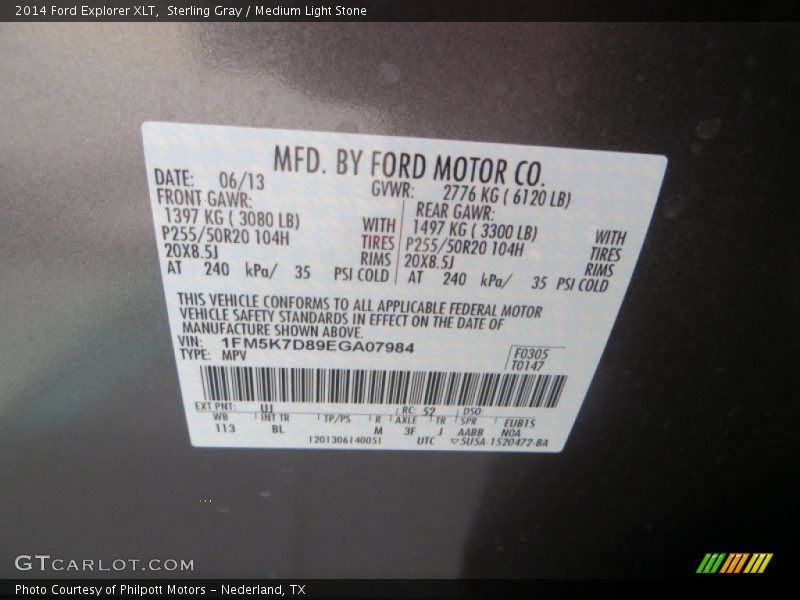 2014 Ford Explorer XLT, Sterling Gray / Medium Light Stone
MFD. BY FORD MOTOR CO.
DATE: 06/13 GVWR: 2776 KG ( 6120 LB)
FRONT GAWR: REAR GAWR:
1397 KG ( 3080 LB) WITH 1497 KG ( 3300 LB) WITH
P255/50R20 104H TIRES P255/50R20 104H TIRES
20X8.5J RIMS 20X8.5J RIMS
AT 240 kPa/ 35 PSI COLD AT 240 kPa/ 35 PSI COLD
THIS VEHICLE CONFORMS TO ALL APPLICABLE FEDERAL MOTOR
VEHICLE SAFETY STANDARDS IN EFFECT ON THE DATE OF
MANUFACTURE SHOWN ABOVE.
VIN: 1FM5K7D89EGA07984 F0305
TYPE: MPV T0147
EXT PNT: UJ RC: 52 DSO:
WB INT TR TP/PS R AXLE TR SPR EUB15
113 BL M 3F J AABB NOA
1201306140051 UTC 5U5A-1520472-BA
GTCARLOT.COM
Photo Courtesy of Philpott Motors - Nederland, TX